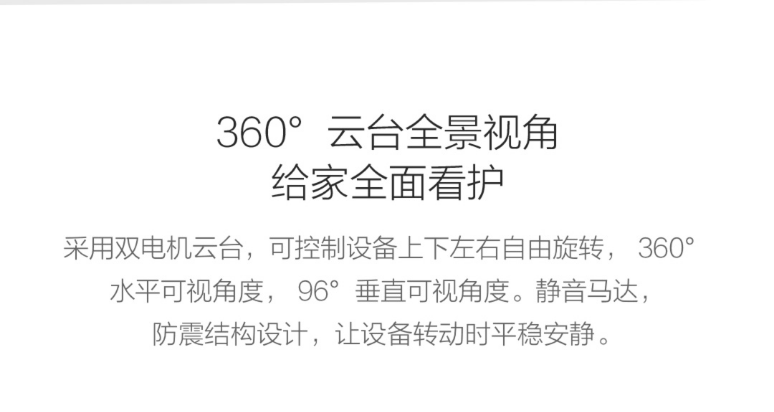 360° 云台全景视角
给家全面看护
采用双电机云台，可控制设备上下左右自由旋转， 360°
水平可视角度， 96° 垂直可视角度。静音马达，
防震结构设计，让设备转动时平稳安静。